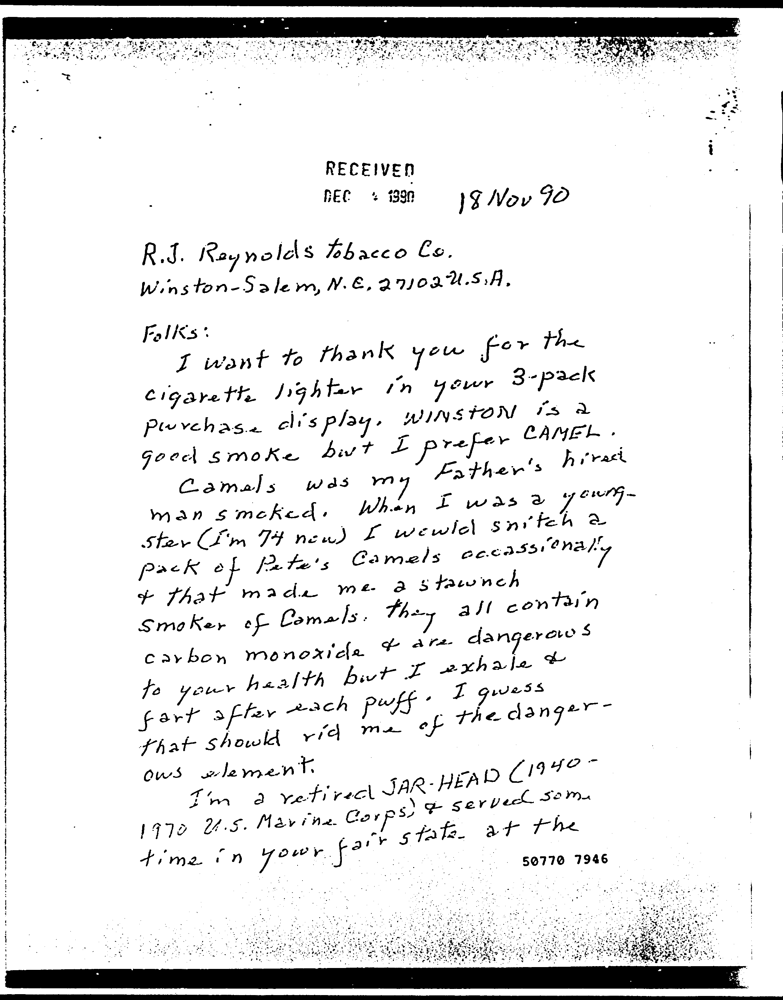 RECEIVED
DEC 1990
18 Nov 90
R.J. Reynolds Tobacco Co.
Winston-Salem, N.C. 27102 U.S.A.
Folks:
I want to thank you for the
cigarette lighter in your 3-pack
purchase display. WINSTON is a
good smoke but I prefer CAMEL.
Camels was my Father's hired
man smoked. When I was a young-
ster (I'm 74 now) I would snitch a
pack of Pete's Camels occassionally
& that made me a staunch
smoker of Camels. They all contain
carbon monoxide & are dangerous
to your health but I exhale &
fart after each puff. I guess
that should rid me of the danger-
ous element.
I'm a retired JAR-HEAD (1940-
1970 U.S. Marine Corps) & served some
time in your fair state at the
50770 7946